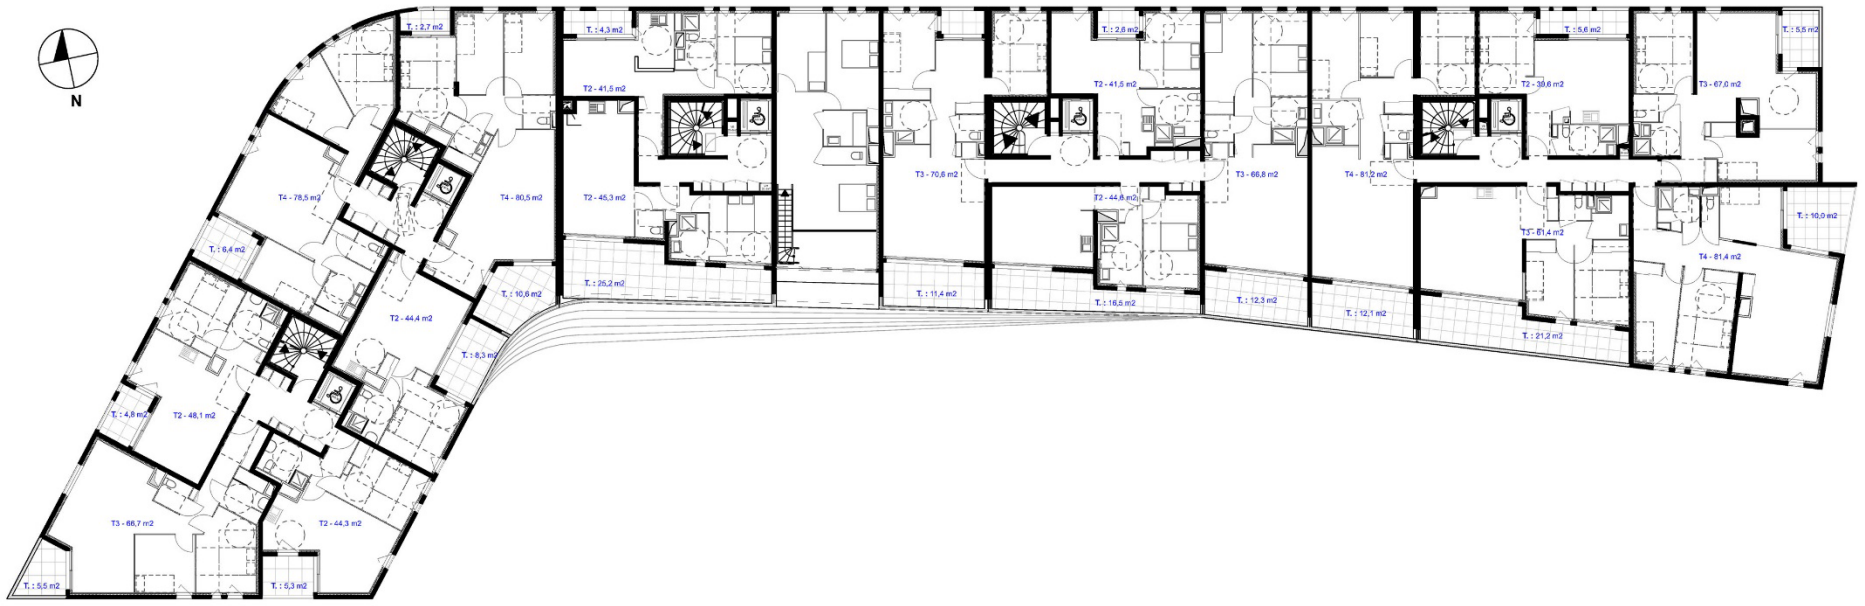 T. : 2,7 m2
T. : 4,3 m2
T. : 2,6 m2
T. : 5,6 m2
T. : 5,5 m2
N
T2 - 41,5 m2
T2 - 41,5 m2
T2 - 39,6 m2
T3 - 67,0 m2
T4 - 78,5 m2
T4 - 80,5 m2
T2 - 45,3 m2
T3 - 70,6 m2
T2 - 44,6 m2
T3 - 66,8 m2
T4 - 81,2 m2
T3 - 61,4 m2
T. : 10,0 m2
T. : 6,4 m2
T4 - 81,4 m2
T. : 10,6 m2
T. : 25,2 m2
T. : 11,4 m2
T. : 16,5 m2
T. : 12,3 m2
T. : 12,1 m2
T. : 21,2 m2
T2 - 44,4 m2
T. : 8,3 m2
T. : 4,8 m2
T2 - 48,1 m2
T3 - 66,7 m2
T2 - 44,3 m2
T. : 5,5 m2
T. : 5,3 m2